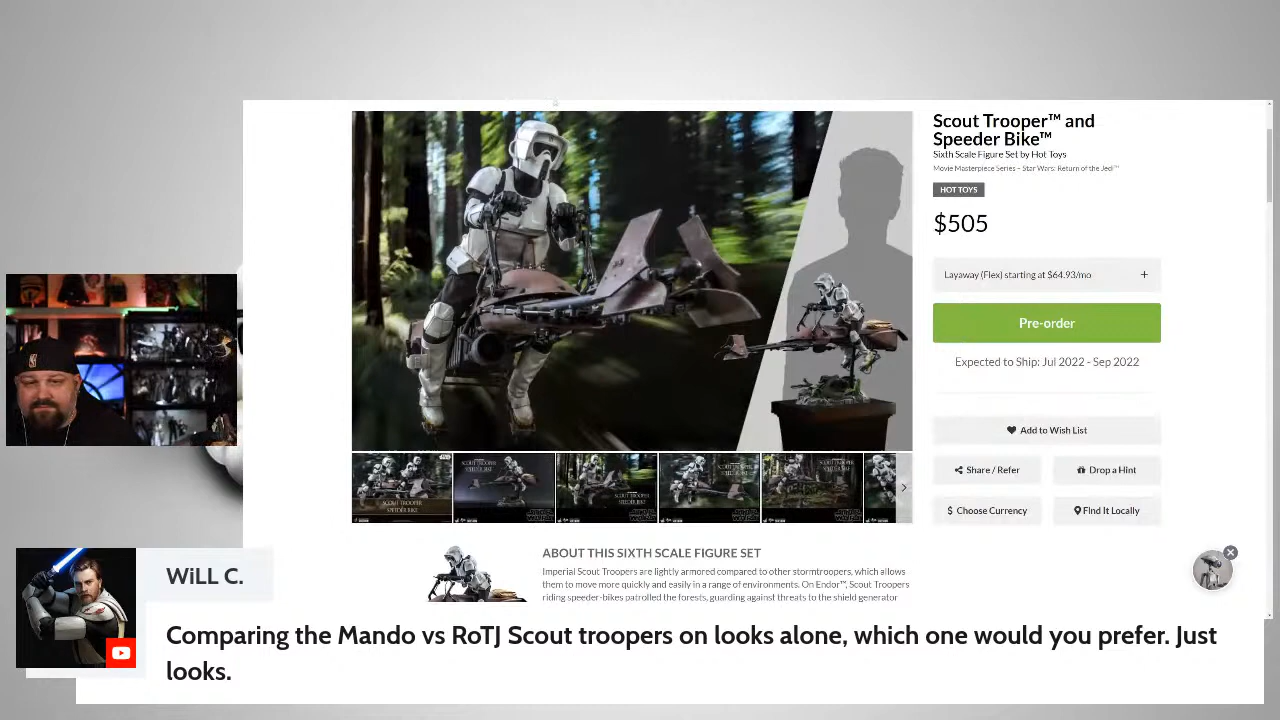 Scout Trooper™ and
Speeder Bike™
Sixth Scale Figure Set by Hot Toys
Movie Masterpiece Series – Star Wars: Return of the Jedi™
HOT TOYS
$505
Layaway (Flex) starting at $64.93/mo
+
Pre-order
Expected to Ship: Jul 2022 - Sep 2022
Add to Wish List
Share / Refer
Drop a Hint
$ Choose Currency
Find It Locally
SCOUT TROOPER
SPEEDER BIKE
ABOUT THIS SIXTH SCALE FIGURE SET
Imperial Scout Troopers are lightly armored compared to other stormtroopers, which allows
them to move more quickly and easily in a range of environments. On Endor™, Scout Troopers
riding speeder-bikes patrolled the forests, guarding against threats to the shield generator
WiLL C.
Comparing the Mando vs RoTJ Scout troopers on looks alone, which one would you prefer. Just
looks.